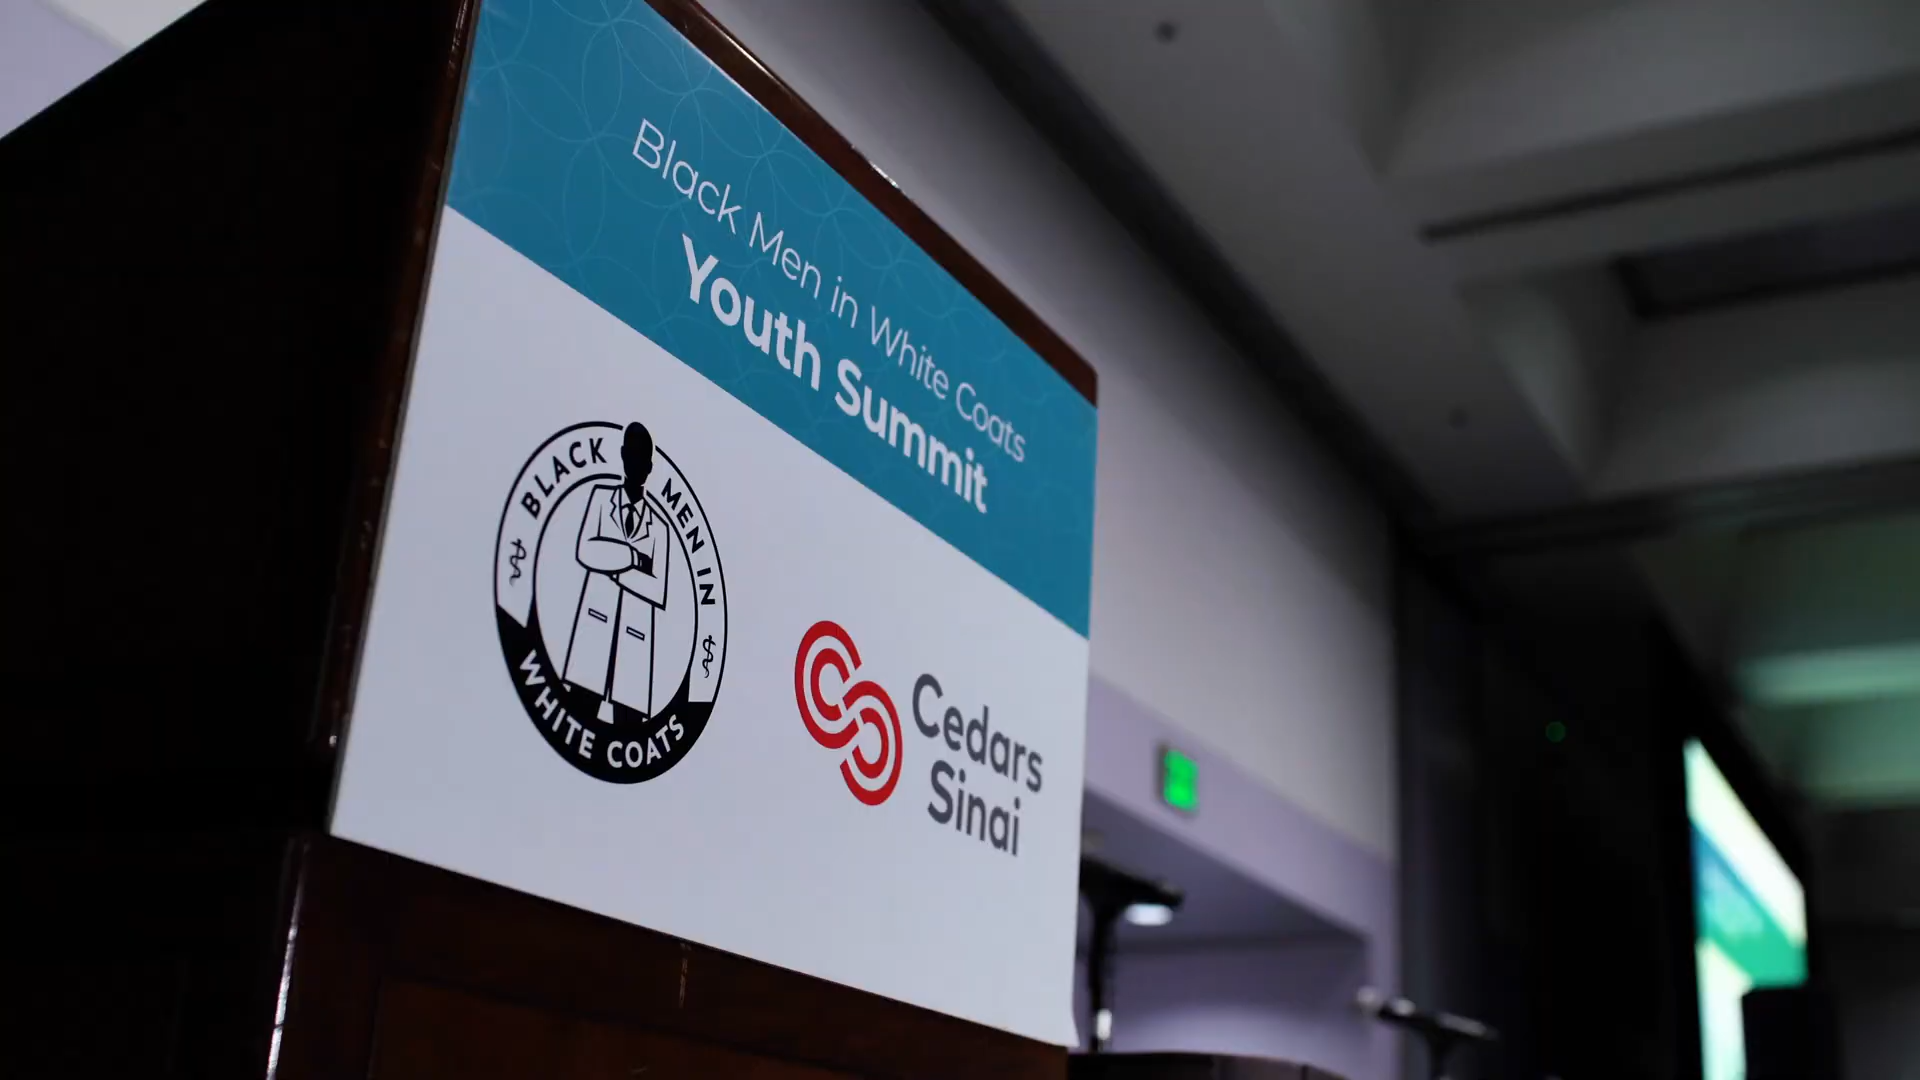 Black Men in White Coats
Youth Summit
BLACK MEN IN
WHITE COATS
Cedars
Sinai